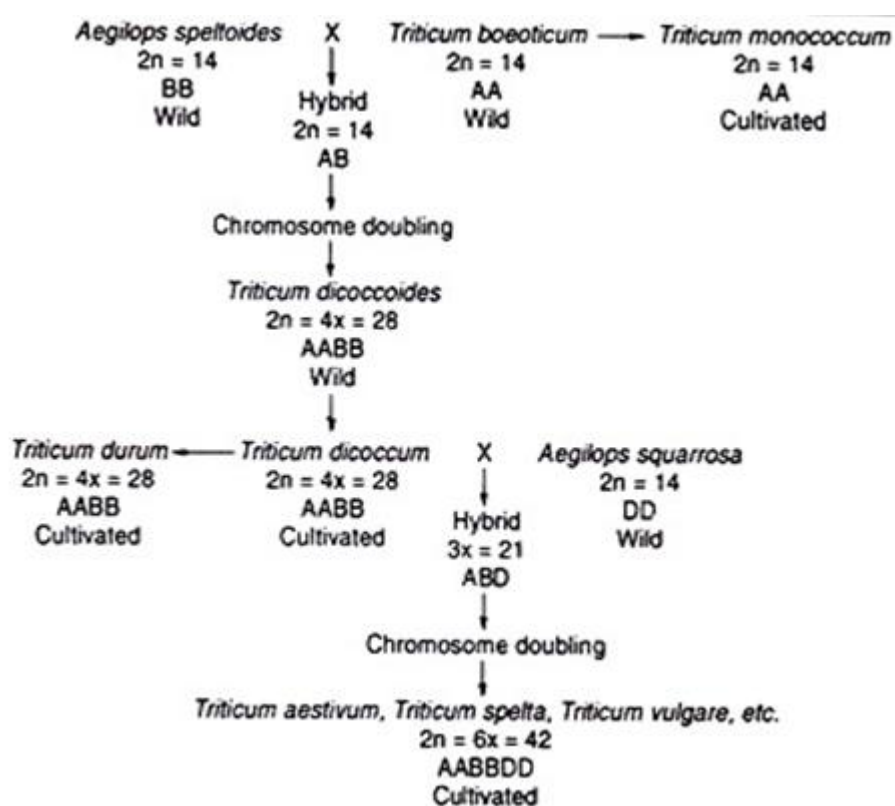 Aegilops speltoides X Triticum boeoticum Triticum monococcum
2n = 14 2n = 14 2n = 14
BB AA AA
Wild Hybrid Wild Cultivated
2n = 14
AB
Chromosome doubling
Triticum dicoccoides
2n = 4x = 28
AABB
Wild
Triticum durum Triticum dicoccum X Aegilops squarrosa
2n = 4x = 28 2n = 4x = 28 2n = 14
AABB AABB DD
Cultivated Cultivated Hybrid Wild
3x = 21
ABD
Chromosome doubling
Triticum aestivum, Triticum spelta, Triticum vulgare, etc.
2n = 6x = 42
AABBDD
Cultivated